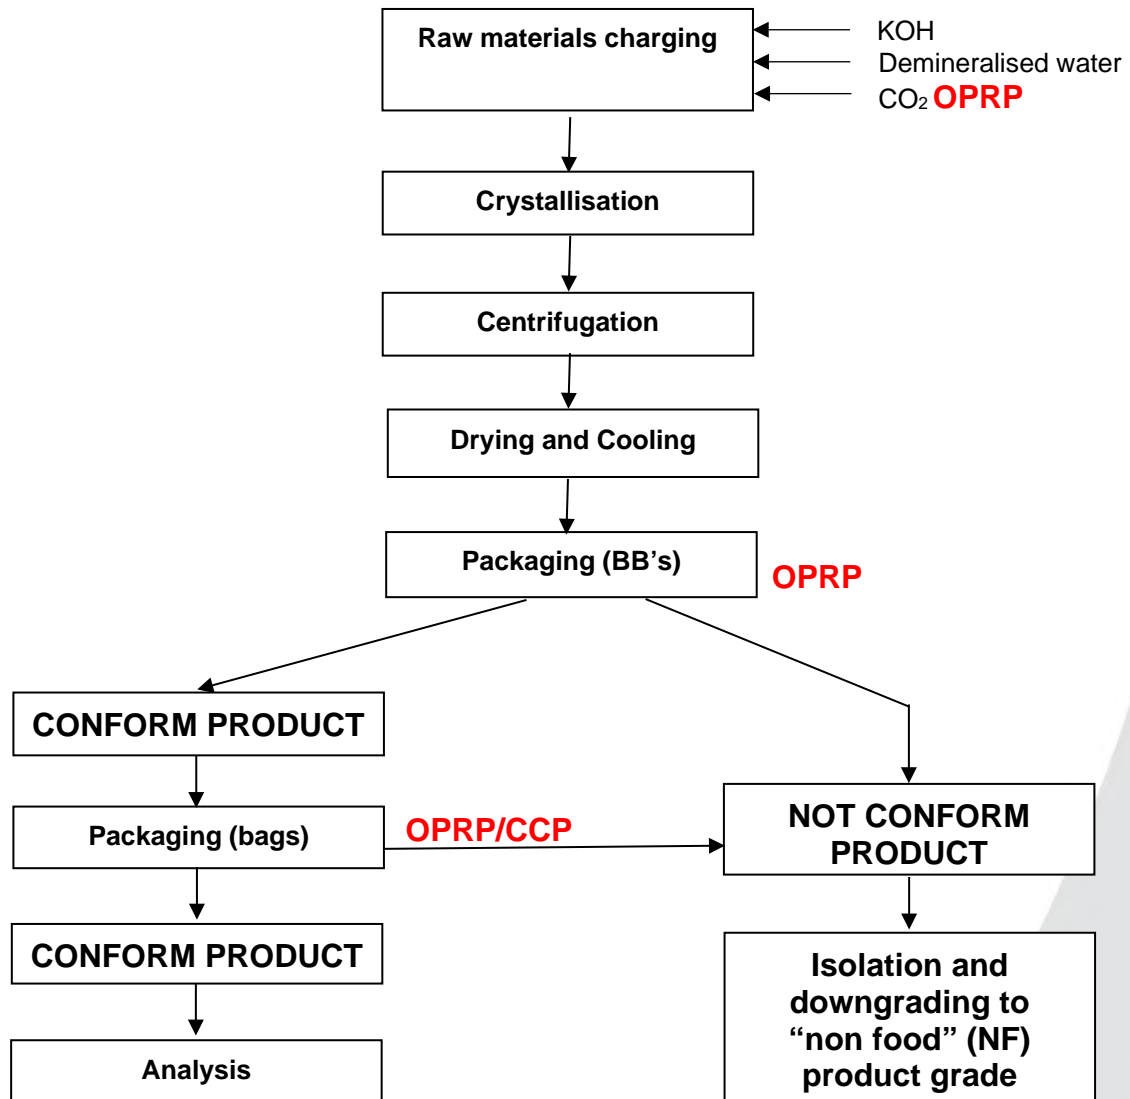 Raw materials charging
KOH
Demineralised water
CO₂ OPRP
Crystallisation
Centrifugation
Drying and Cooling
Packaging (BB’s)
OPRP
CONFORM PRODUCT
Packaging (bags)
OPRP/CCP
NOT CONFORM
PRODUCT
CONFORM PRODUCT
Analysis
Isolation and
downgrading to
“non food” (NF)
product grade